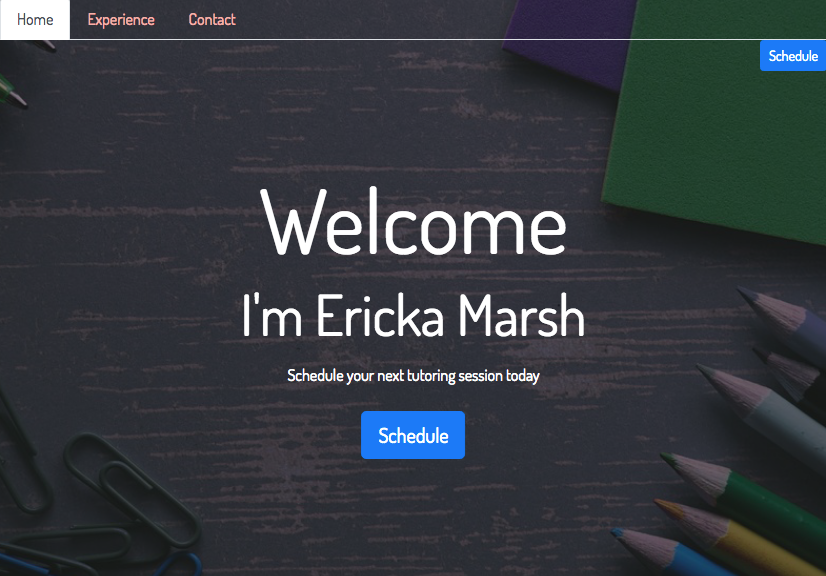 Home Experience Contact
Schedule
Welcome
I'm Ericka Marsh
Schedule your next tutoring session today
Schedule